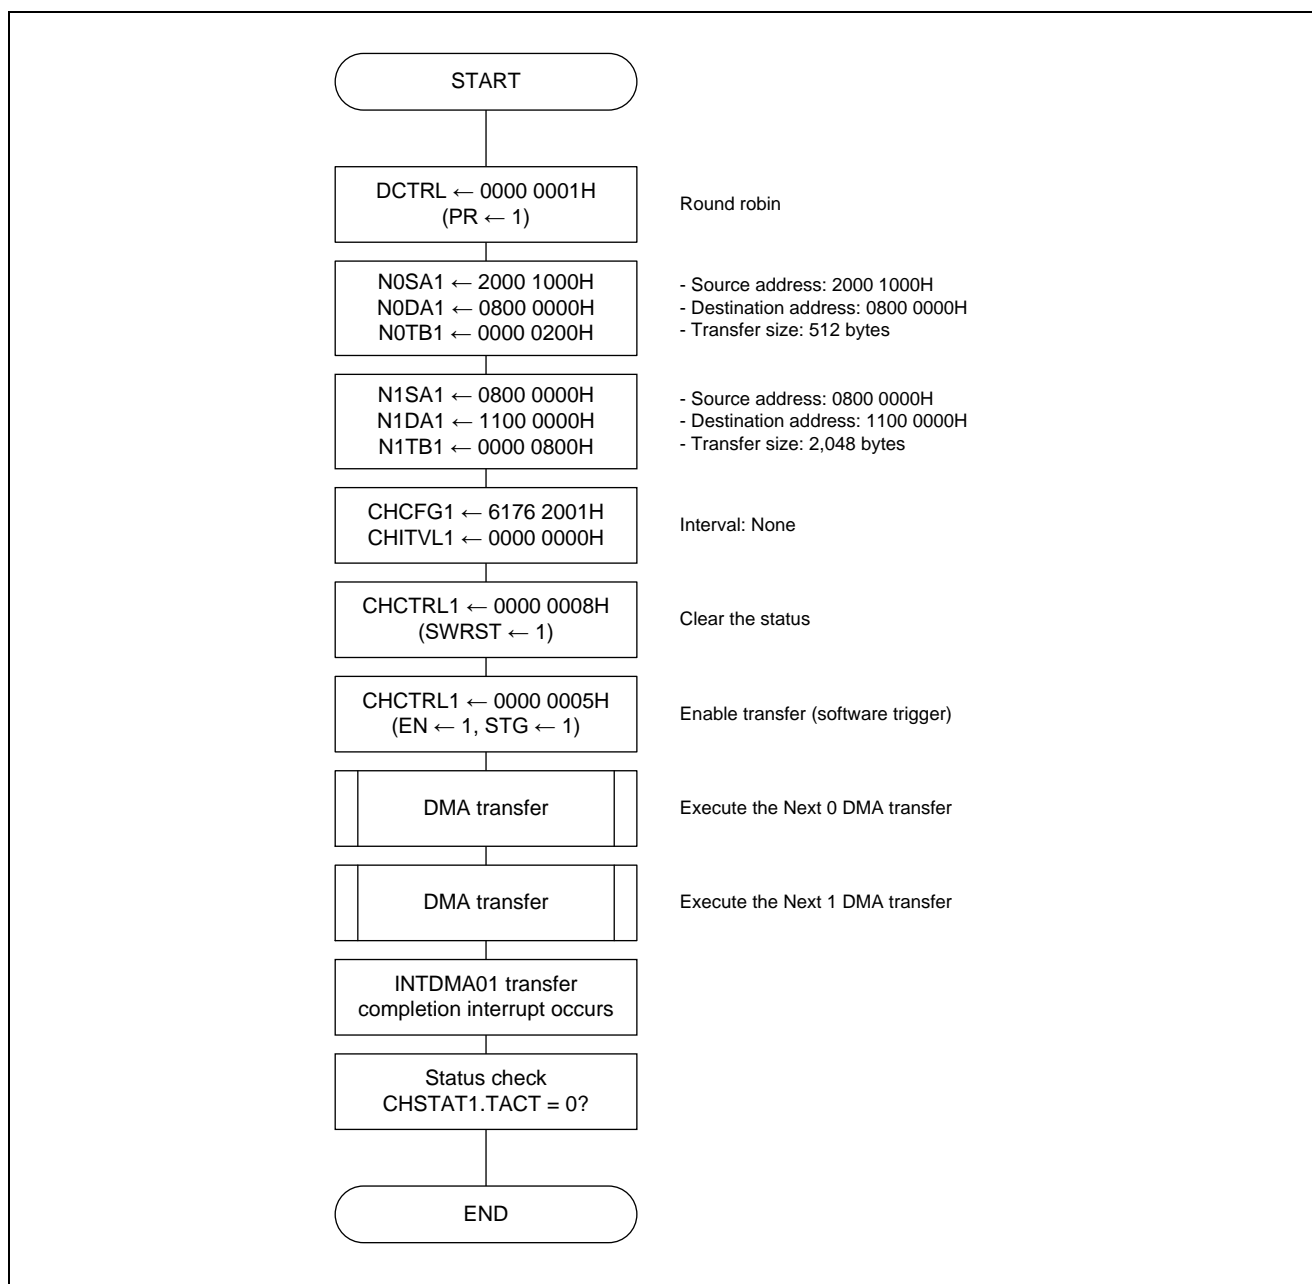 START
DCTRL ← 0000 0001H
(PR ← 1)
Round robin
N0SA1 ← 2000 1000H
N0DA1 ← 0800 0000H
N0TB1 ← 0000 0200H
- Source address: 2000 1000H
- Destination address: 0800 0000H
- Transfer size: 512 bytes
N1SA1 ← 0800 0000H
N1DA1 ← 1100 0000H
N1TB1 ← 0000 0800H
- Source address: 0800 0000H
- Destination address: 1100 0000H
- Transfer size: 2,048 bytes
CHCFG1 ← 6176 2001H
CHITVL1 ← 0000 0000H
Interval: None
CHCTRL1 ← 0000 0008H
(SWRST ← 1)
Clear the status
CHCTRL1 ← 0000 0005H
(EN ← 1, STG ← 1)
Enable transfer (software trigger)
DMA transfer
Execute the Next 0 DMA transfer
DMA transfer
Execute the Next 1 DMA transfer
INTDMA01 transfer
completion interrupt occurs
Status check
CHSTAT1.TACT = 0?
END